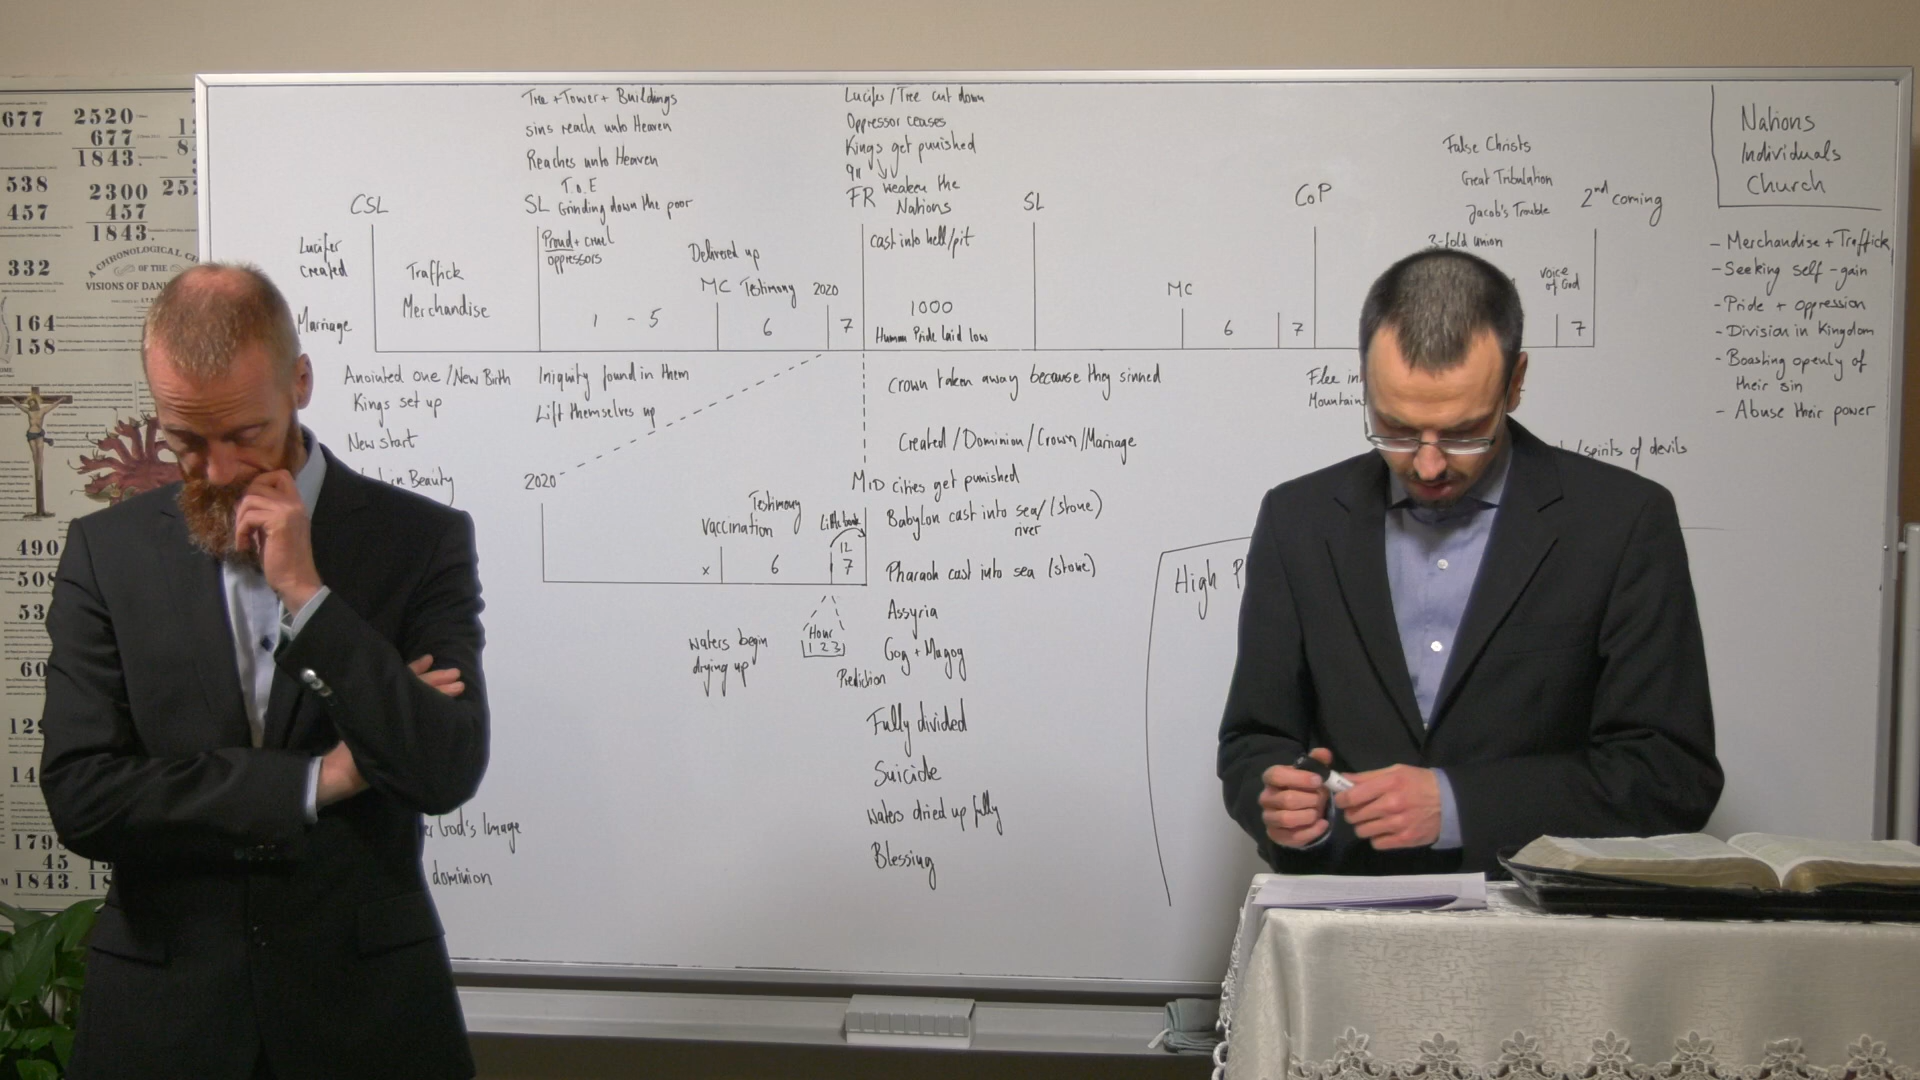 677
2520
677
1843.
538
457
2300
457
1843.
332
A CHRONOLOGICAL
OF THE
VISIONS OF
164
158
490
1843.
Tree + Tower + Buildings
sins reach unto Heaven
Reaches unto Heaven
T.o.E
SL Grinding down the poor
Lucifer/Tree cut down
Oppressor ceases
Kings get punished
911
FR weaken the
Nations
CSL
SL
CoP
False Christs
Great Tribulation
Jacob's Trouble
2nd coming
3-fold union
voice
of God
Nations
Individuals
Church
Lucifer
created
Marriage
Traffick
Merchandise
Proud + cruel
oppressors
1 - 5
Delivered up
MC Testimony 2020
6
7
cast into hell/pit
1000
Human Pride laid low
MC
6
7
7
- Merchandise + Traffick
- Seeking self-gain
- Pride + oppression
- Division in Kingdom
- Boasting openly of
their sin
- Abuse their power
Anointed one / New Birth
Kings set up
New start
in Beauty
Iniquity found in them
Lift themselves up
Crown taken away because they sinned
Created / Dominion / Crown / Marriage
Flee
Mountain
/spirits of devils
2020
Testimony
Vaccination
Little book
12
x
6
7
MID cities get punished
Babylon cast into sea/ (stone)
river
Pharaoh cast into sea (stone)
Assyria
Gog + Magog
waters begin
drying up
Hour
1 2 3
Prediction
Fully divided
Suicide
Waters dried up fully
Blessing
High
God's Image
dominion